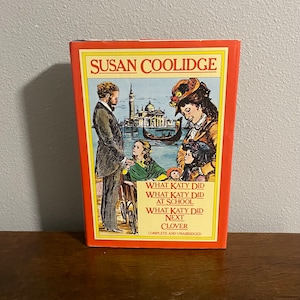 SUSAN COOLIDGE
WHAT KATY DID
WHAT KATY DID
AT SCHOOL
WHAT KATY DID
NEXT
CLOVER
COMPLETE AND UNABRIDGED